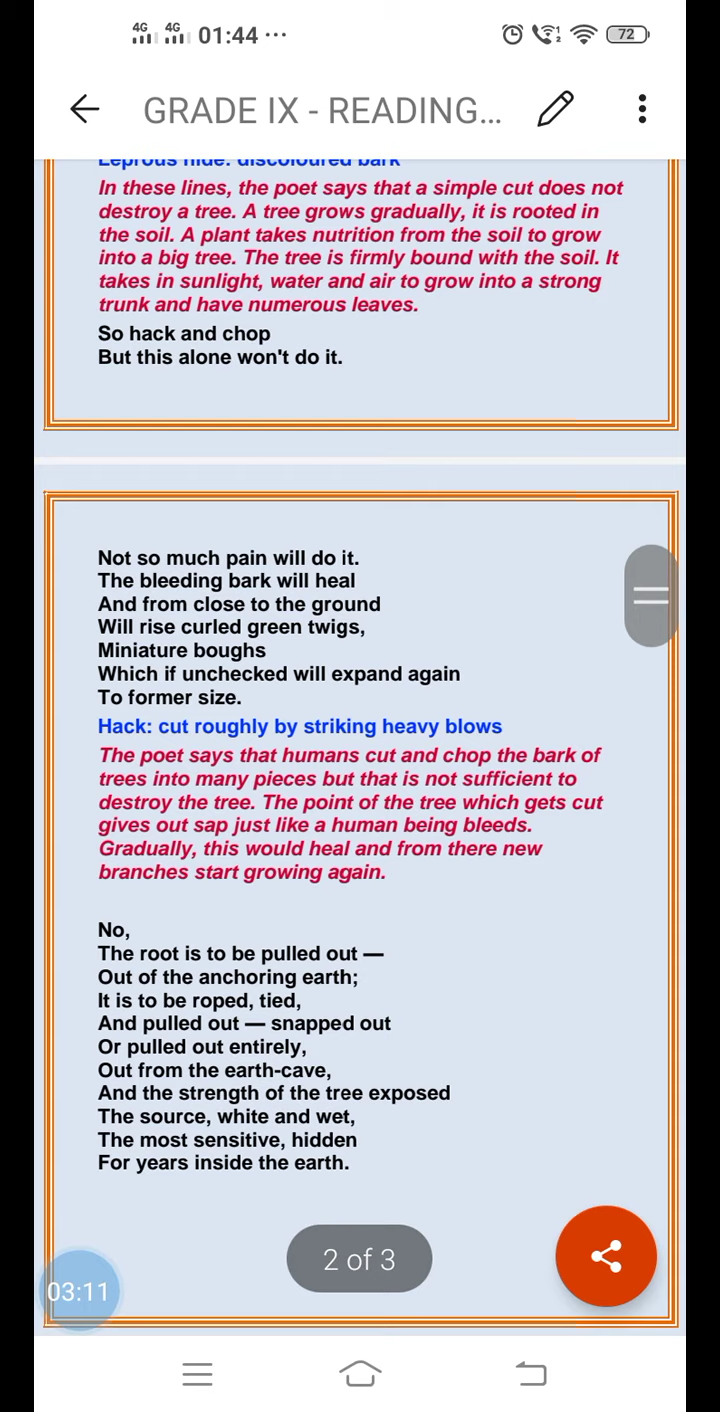 4G 4G 01:44 ... 1 2 72
GRADE IX - READING...
Leprous hide: discoloured bark
In these lines, the poet says that a simple cut does not
destroy a tree. A tree grows gradually, it is rooted in
the soil. A plant takes nutrition from the soil to grow
into a big tree. The tree is firmly bound with the soil. It
takes in sunlight, water and air to grow into a strong
trunk and have numerous leaves.
So hack and chop
But this alone won't do it.
Not so much pain will do it.
The bleeding bark will heal
And from close to the ground
Will rise curled green twigs,
Miniature boughs
Which if unchecked will expand again
To former size.
Hack: cut roughly by striking heavy blows
The poet says that humans cut and chop the bark of
trees into many pieces but that is not sufficient to
destroy the tree. The point of the tree which gets cut
gives out sap just like a human being bleeds.
Gradually, this would heal and from there new
branches start growing again.
No,
The root is to be pulled out —
Out of the anchoring earth;
It is to be roped, tied,
And pulled out — snapped out
Or pulled out entirely,
Out from the earth-cave,
And the strength of the tree exposed
The source, white and wet,
The most sensitive, hidden
For years inside the earth.
2 of 3
03:11